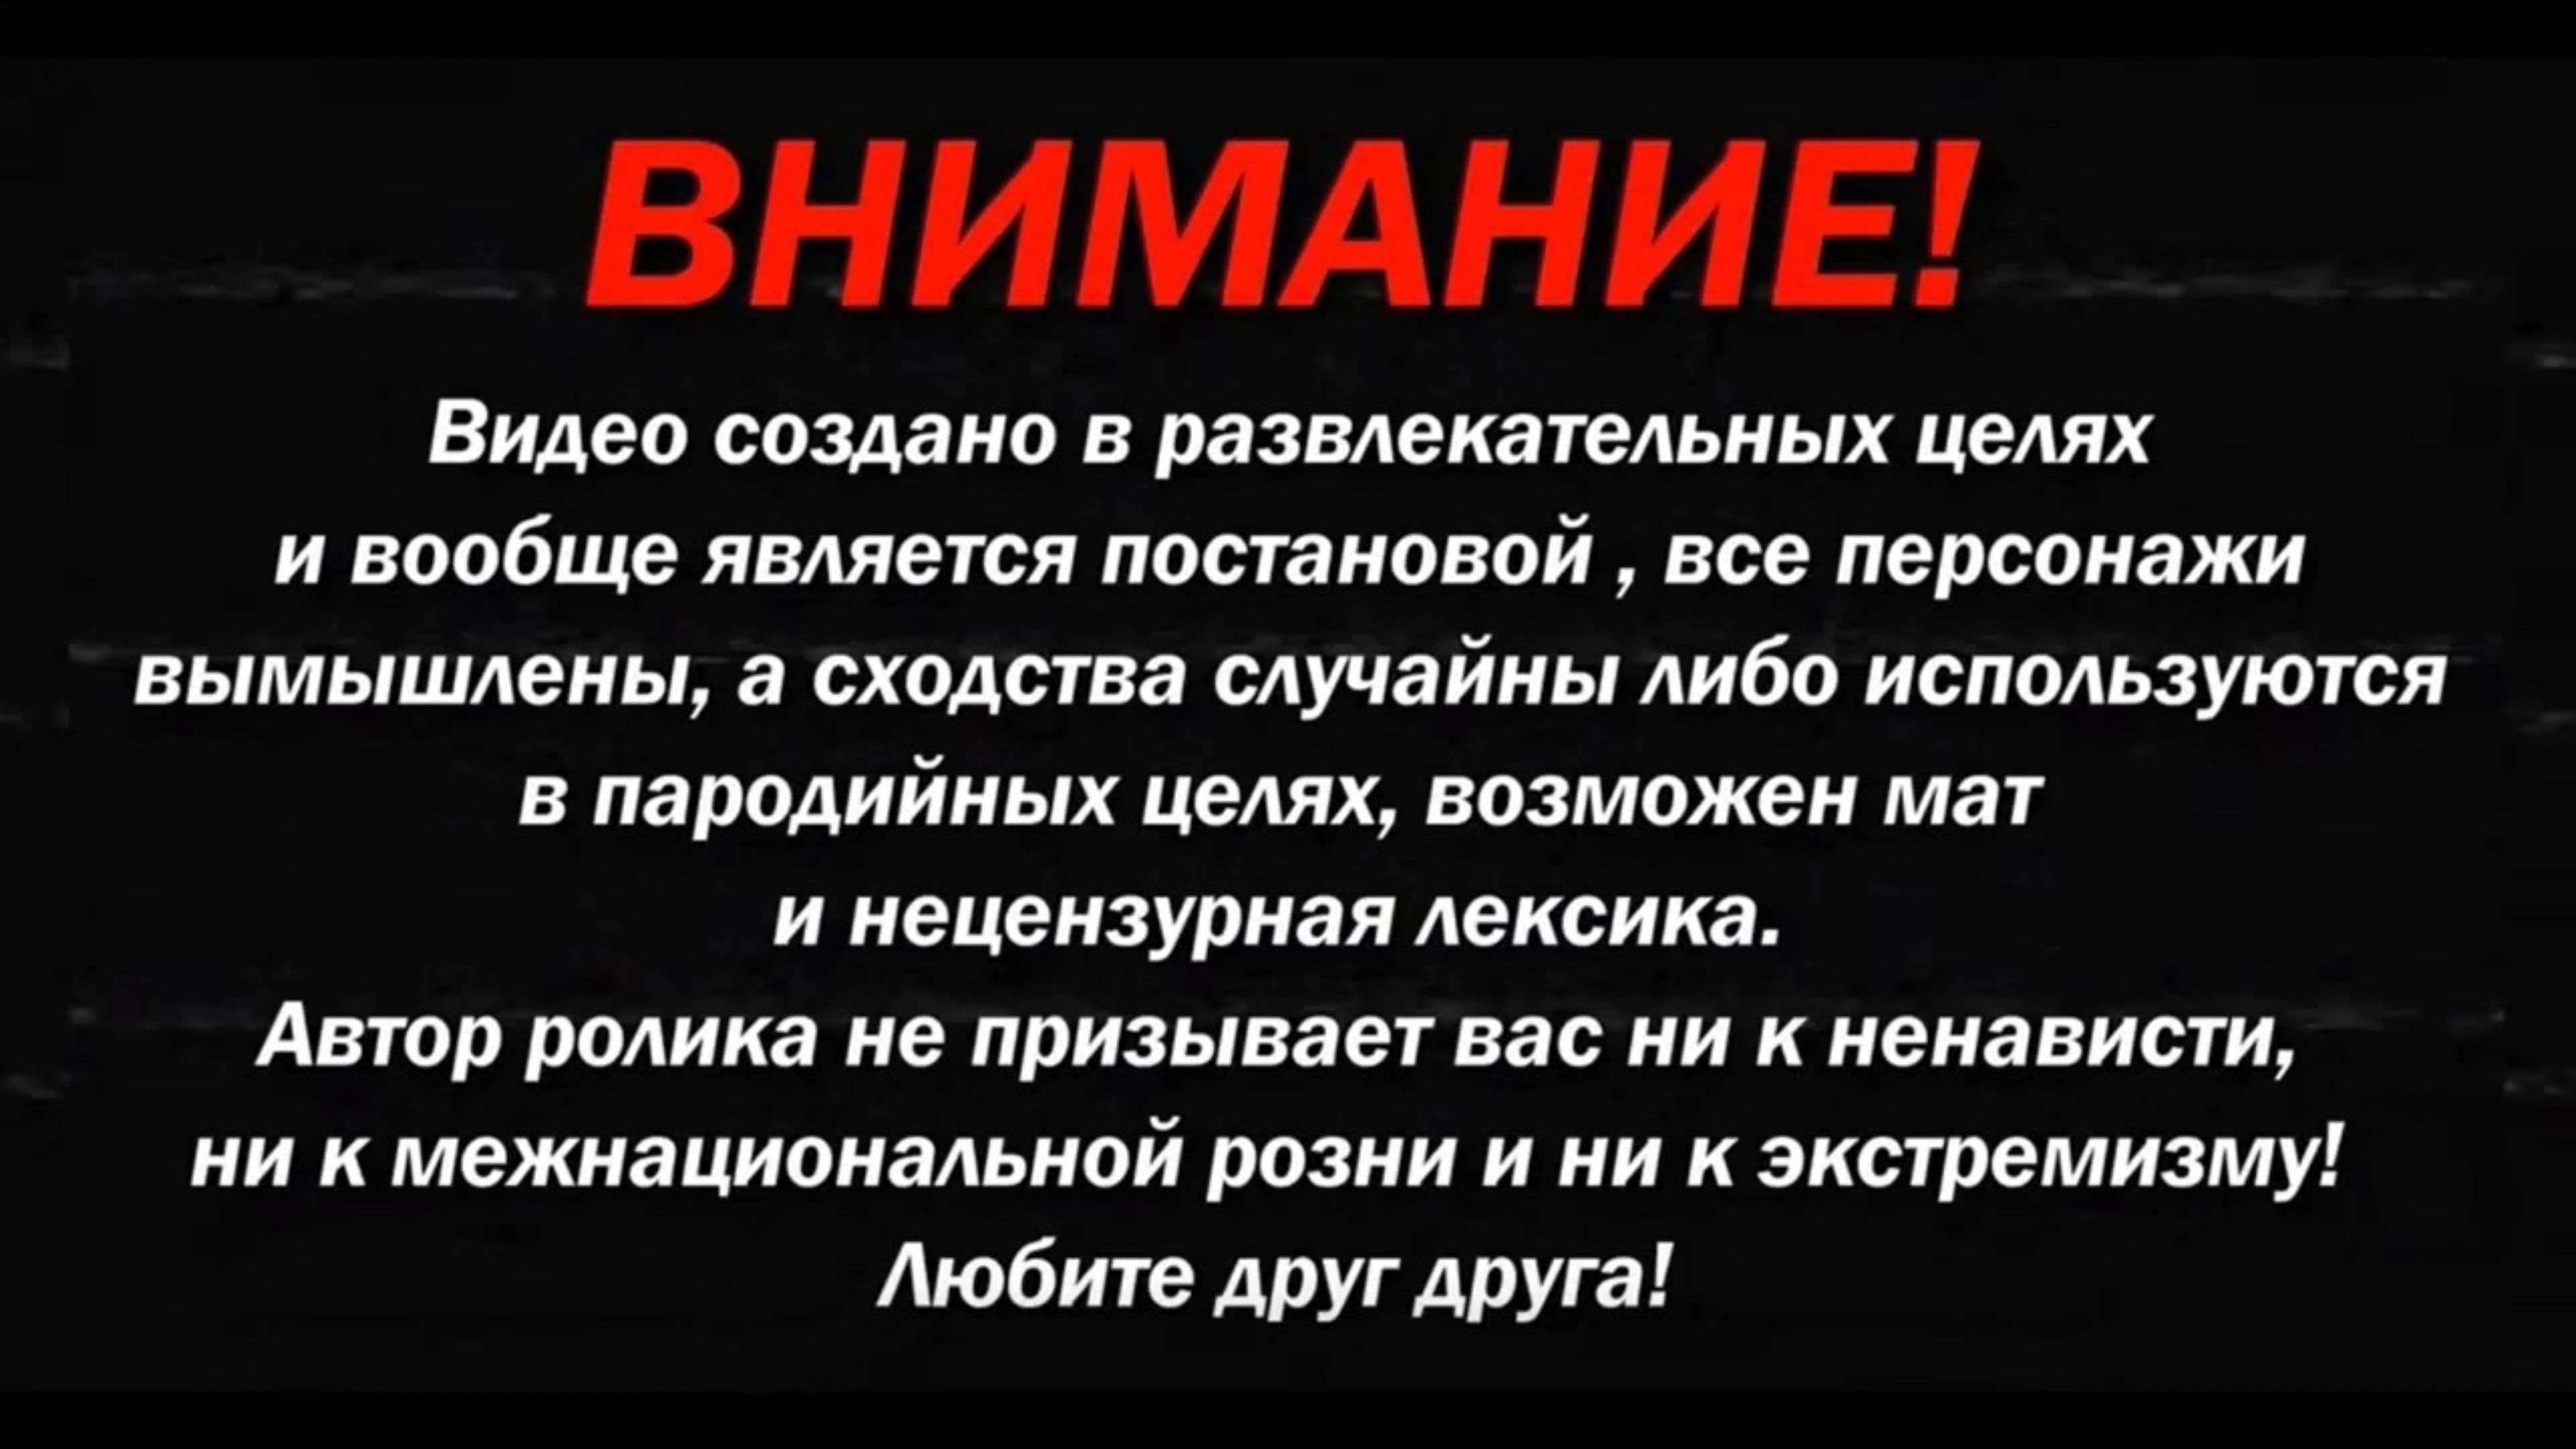 ВНИМАНИЕ!
Видео создано в развлекательных целях
и вообще является постановой , все персонажи
вымышлены, а сходства случайны либо используются
в пародийных целях, возможен мат
и нецензурная лексика.
Автор ролика не призывает вас ни к ненависти,
ни к межнациональной розни и ни к экстремизму!
Любите друг друга!